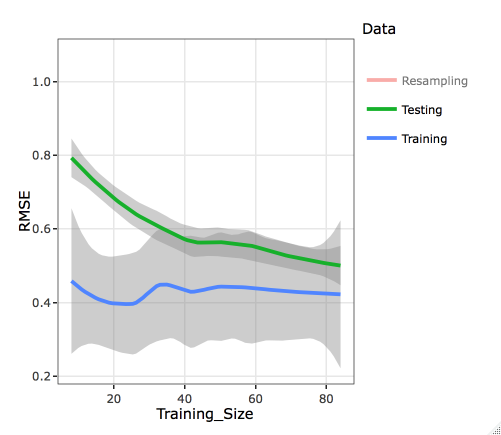 Data
Resampling
Testing
Training
RMSE
1.0
0.8
0.6
0.4
0.2
20 40 60 80
Training_Size